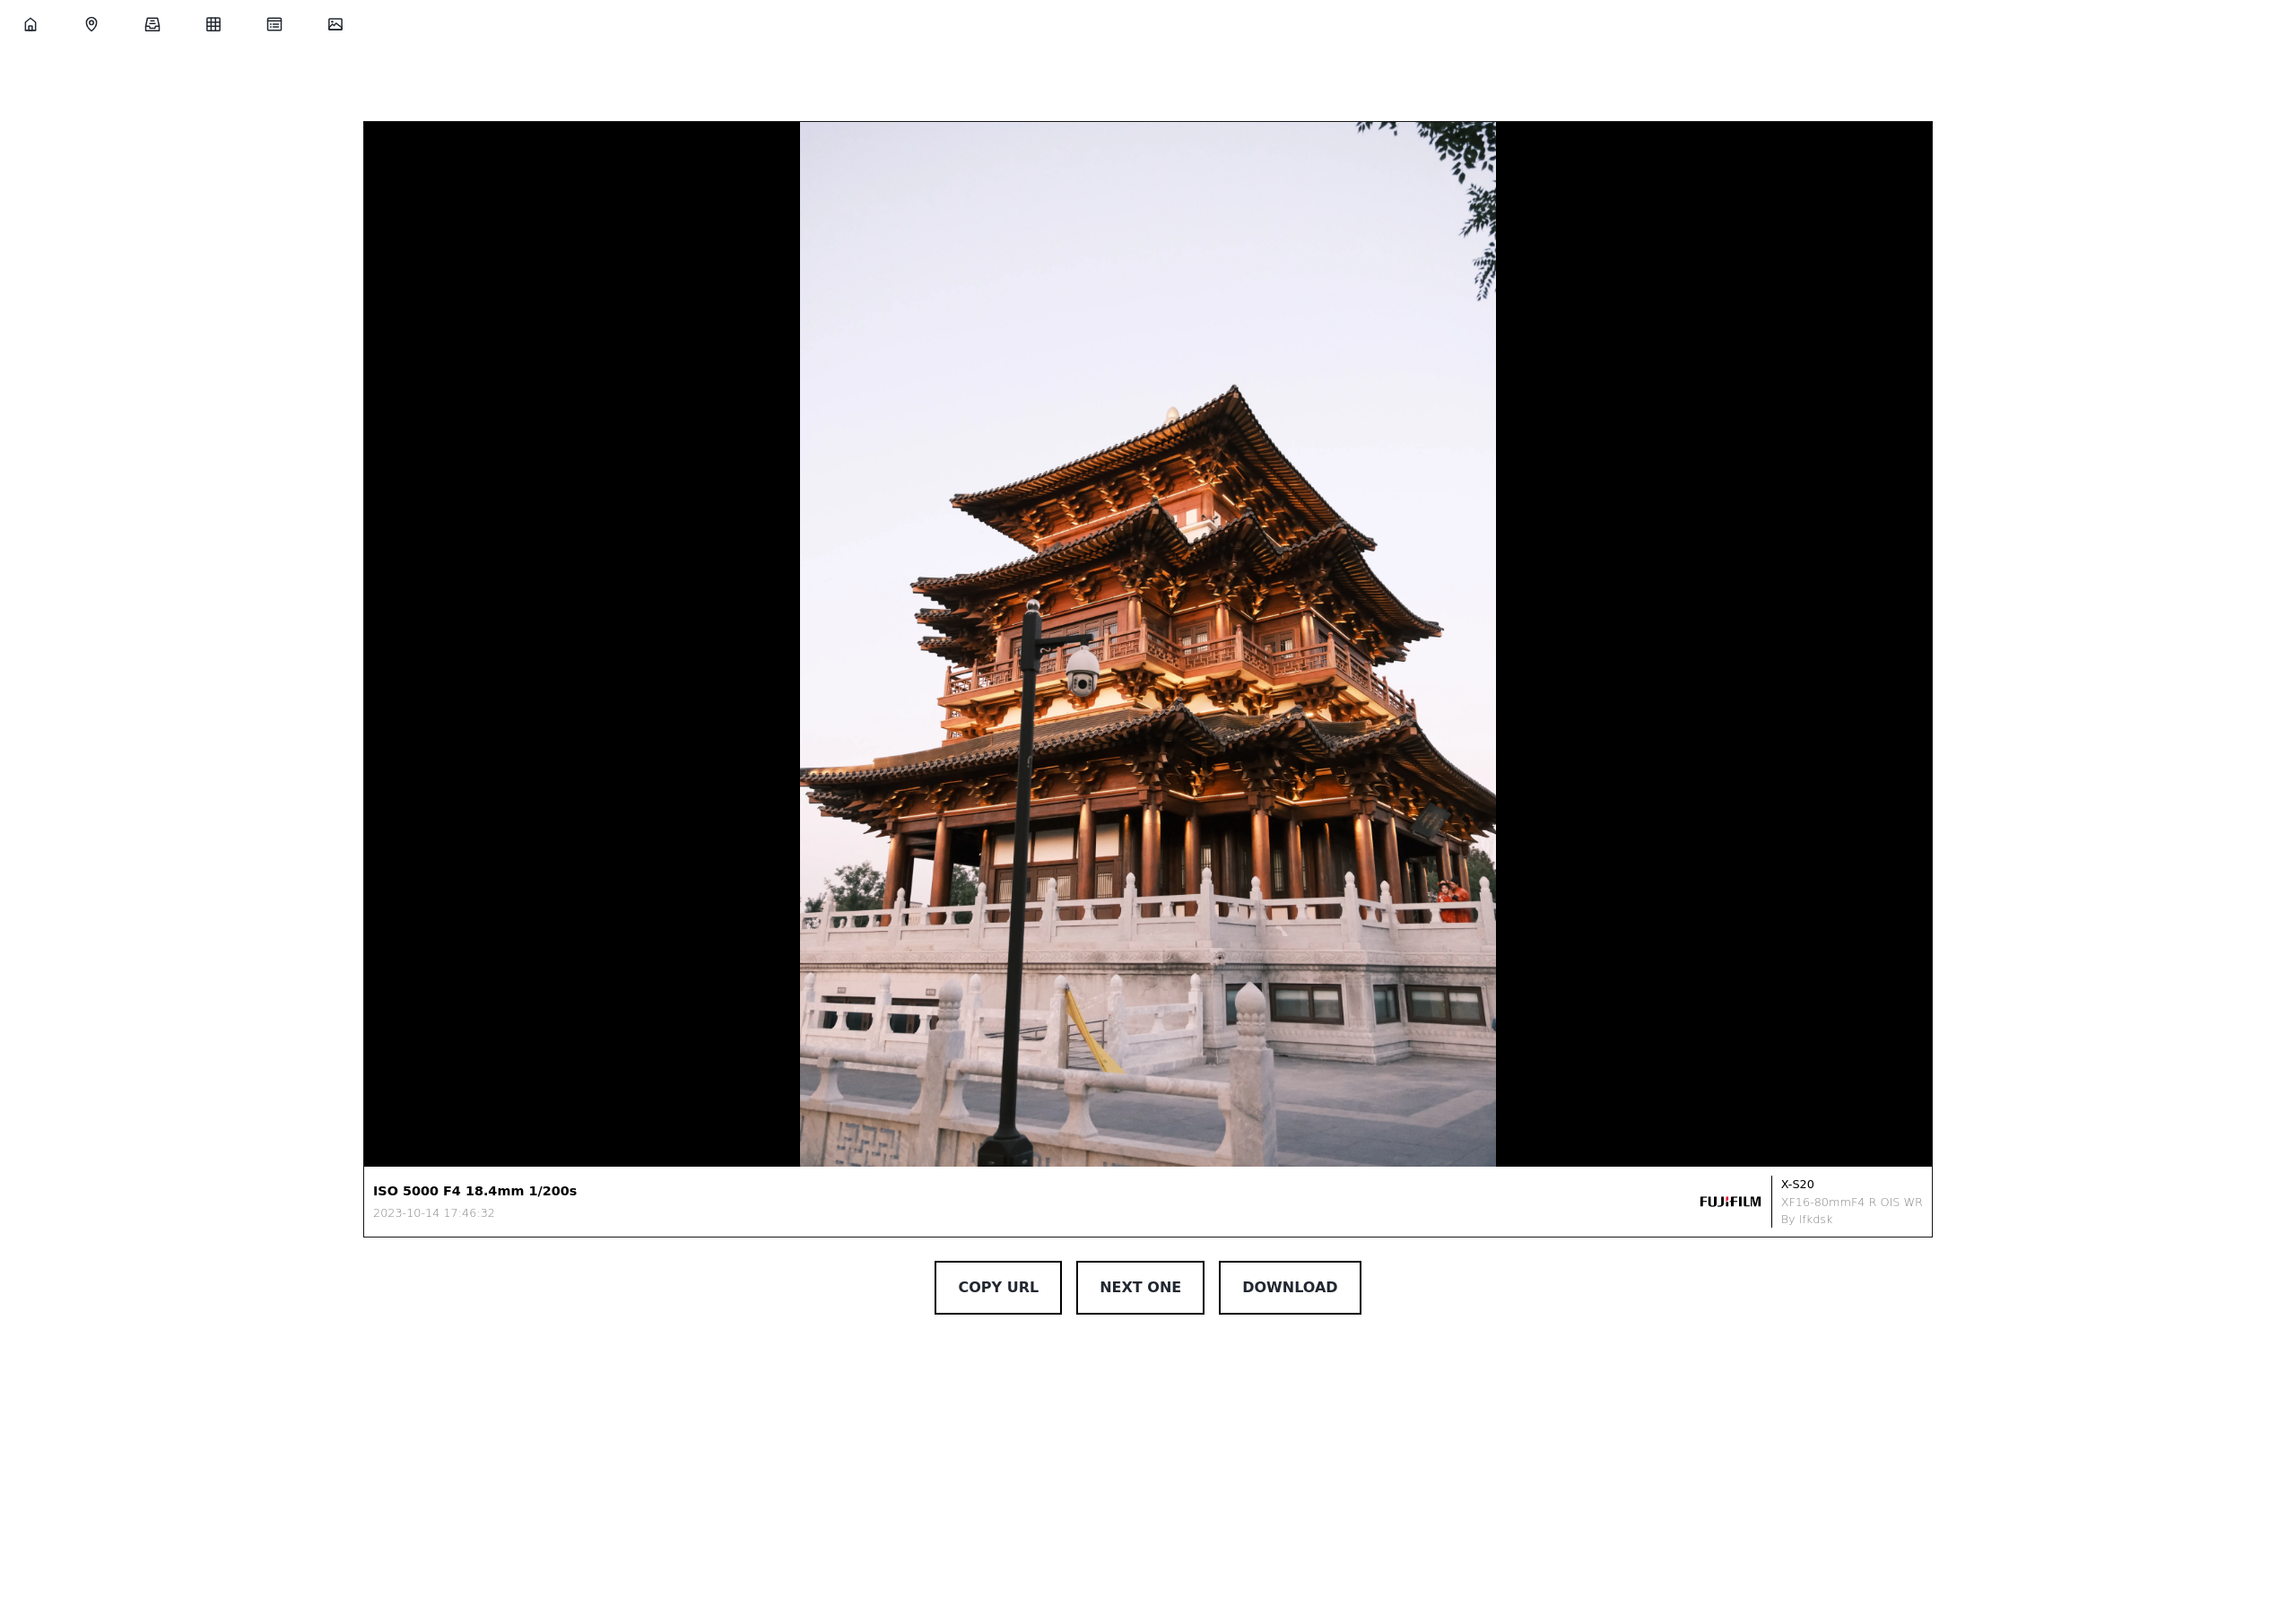 ISO 5000 F4 18.4mm 1/200s
2023-10-14 17:46:32
FUJIFILM
X-S20
XF16-80mmF4 R OIS WR
By lfkdsk
COPY URL
NEXT ONE
DOWNLOAD